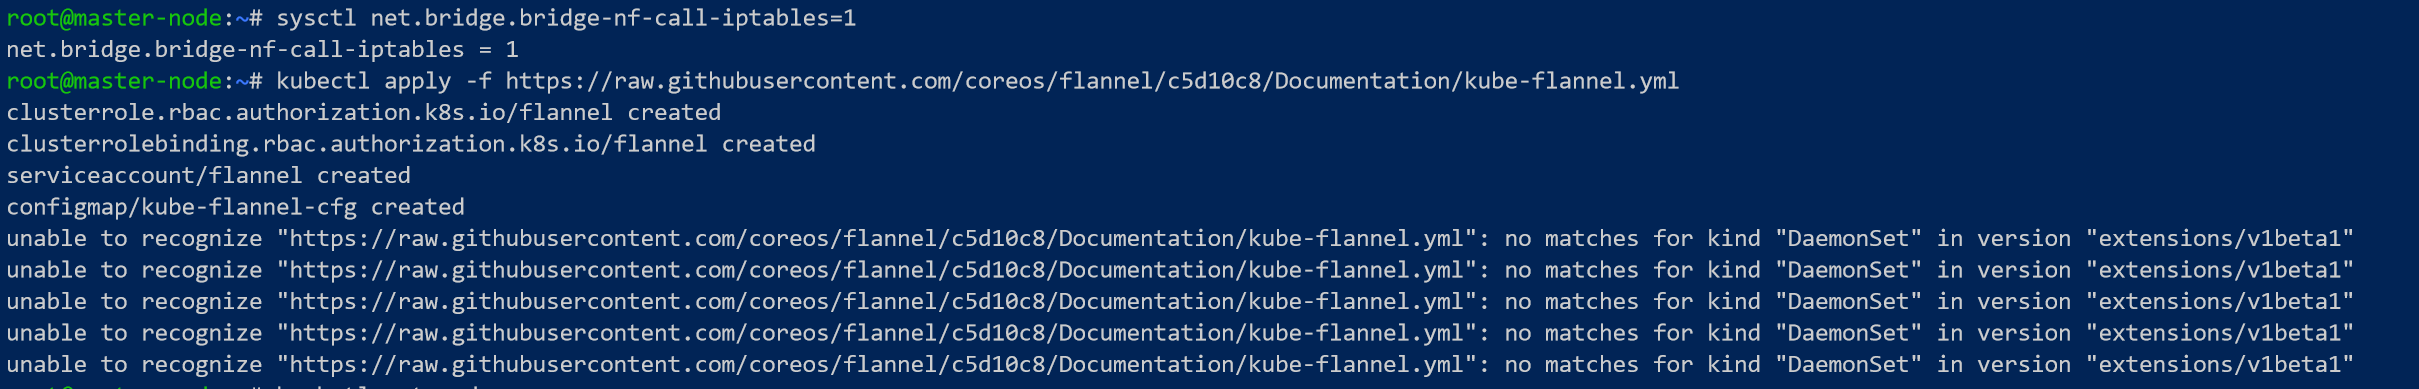 root@master-node:~# sysctl net.bridge.bridge-nf-call-iptables=1
net.bridge.bridge-nf-call-iptables = 1
root@master-node:~# kubectl apply -f https://raw.githubusercontent.com/coreos/flannel/c5d10c8/Documentation/kube-flannel.yml
clusterrole.rbac.authorization.k8s.io/flannel created
clusterrolebinding.rbac.authorization.k8s.io/flannel created
serviceaccount/flannel created
configmap/kube-flannel-cfg created
unable to recognize "https://raw.githubusercontent.com/coreos/flannel/c5d10c8/Documentation/kube-flannel.yml": no matches for kind "DaemonSet" in version "extensions/v1beta1"
unable to recognize "https://raw.githubusercontent.com/coreos/flannel/c5d10c8/Documentation/kube-flannel.yml": no matches for kind "DaemonSet" in version "extensions/v1beta1"
unable to recognize "https://raw.githubusercontent.com/coreos/flannel/c5d10c8/Documentation/kube-flannel.yml": no matches for kind "DaemonSet" in version "extensions/v1beta1"
unable to recognize "https://raw.githubusercontent.com/coreos/flannel/c5d10c8/Documentation/kube-flannel.yml": no matches for kind "DaemonSet" in version "extensions/v1beta1"
unable to recognize "https://raw.githubusercontent.com/coreos/flannel/c5d10c8/Documentation/kube-flannel.yml": no matches for kind "DaemonSet" in version "extensions/v1beta1"